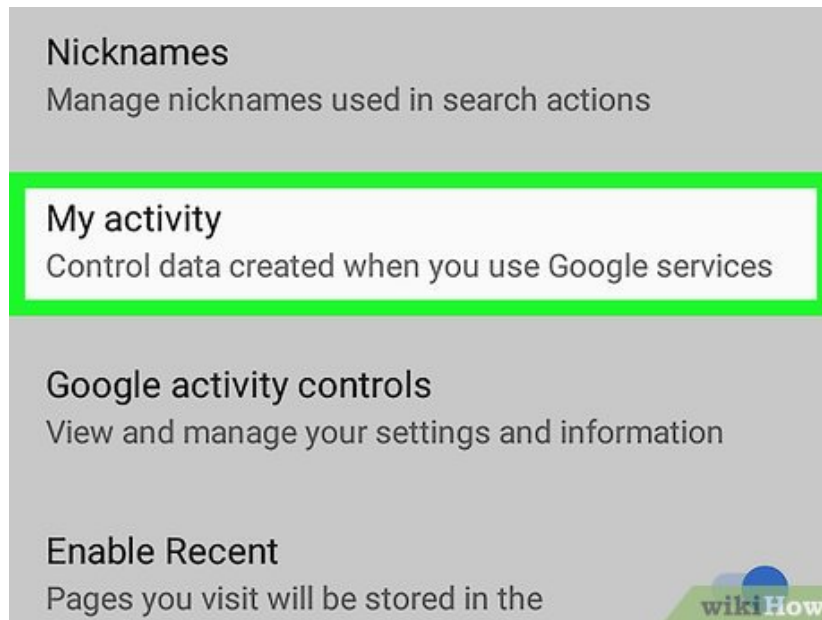 Nicknames
Manage nicknames used in search actions
My activity
Control data created when you use Google services
Google activity controls
View and manage your settings and information
Enable Recent
Pages you visit will be stored in the
wikiHow